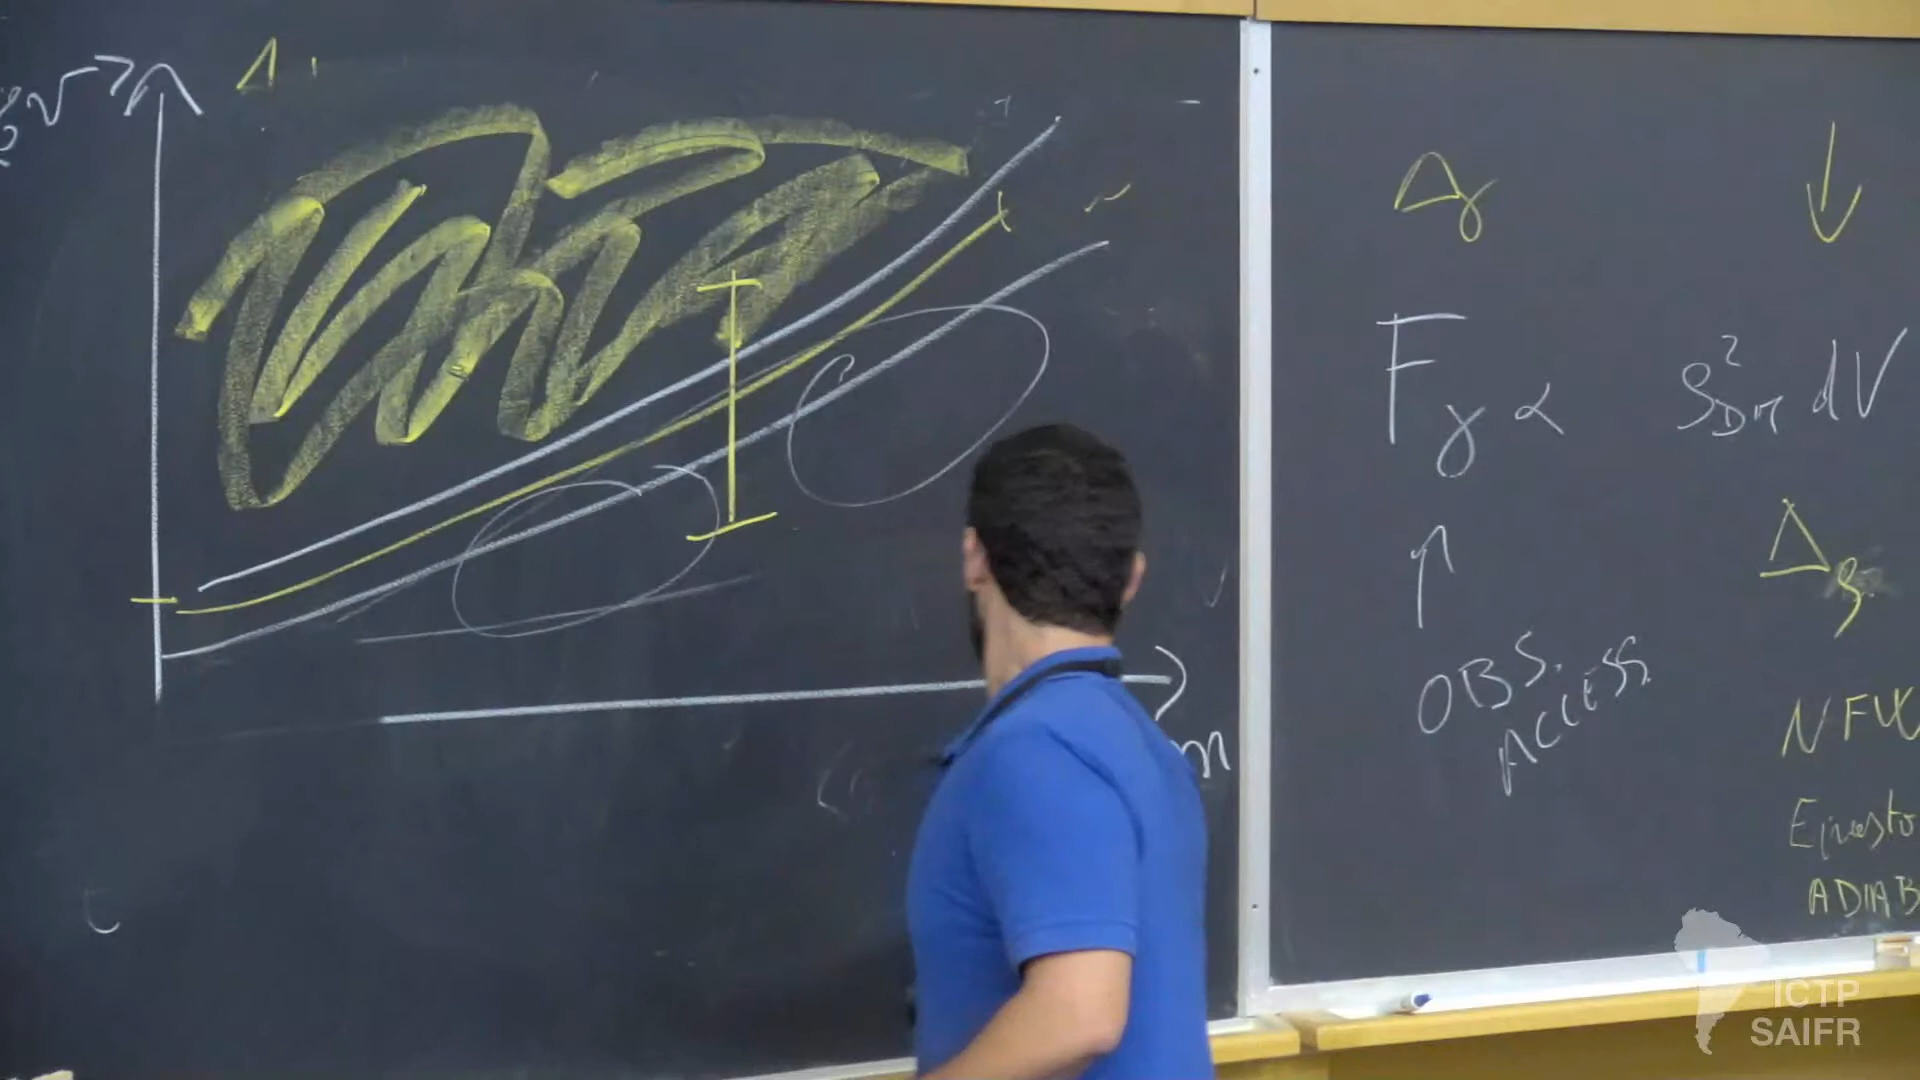 Δγ ↓
Fγ ∝ ρ²DM dV
↑ Δρ
OBS.
ACCESS.
NFW
Einasto
ADIAB
m
ICTP
SAIFR